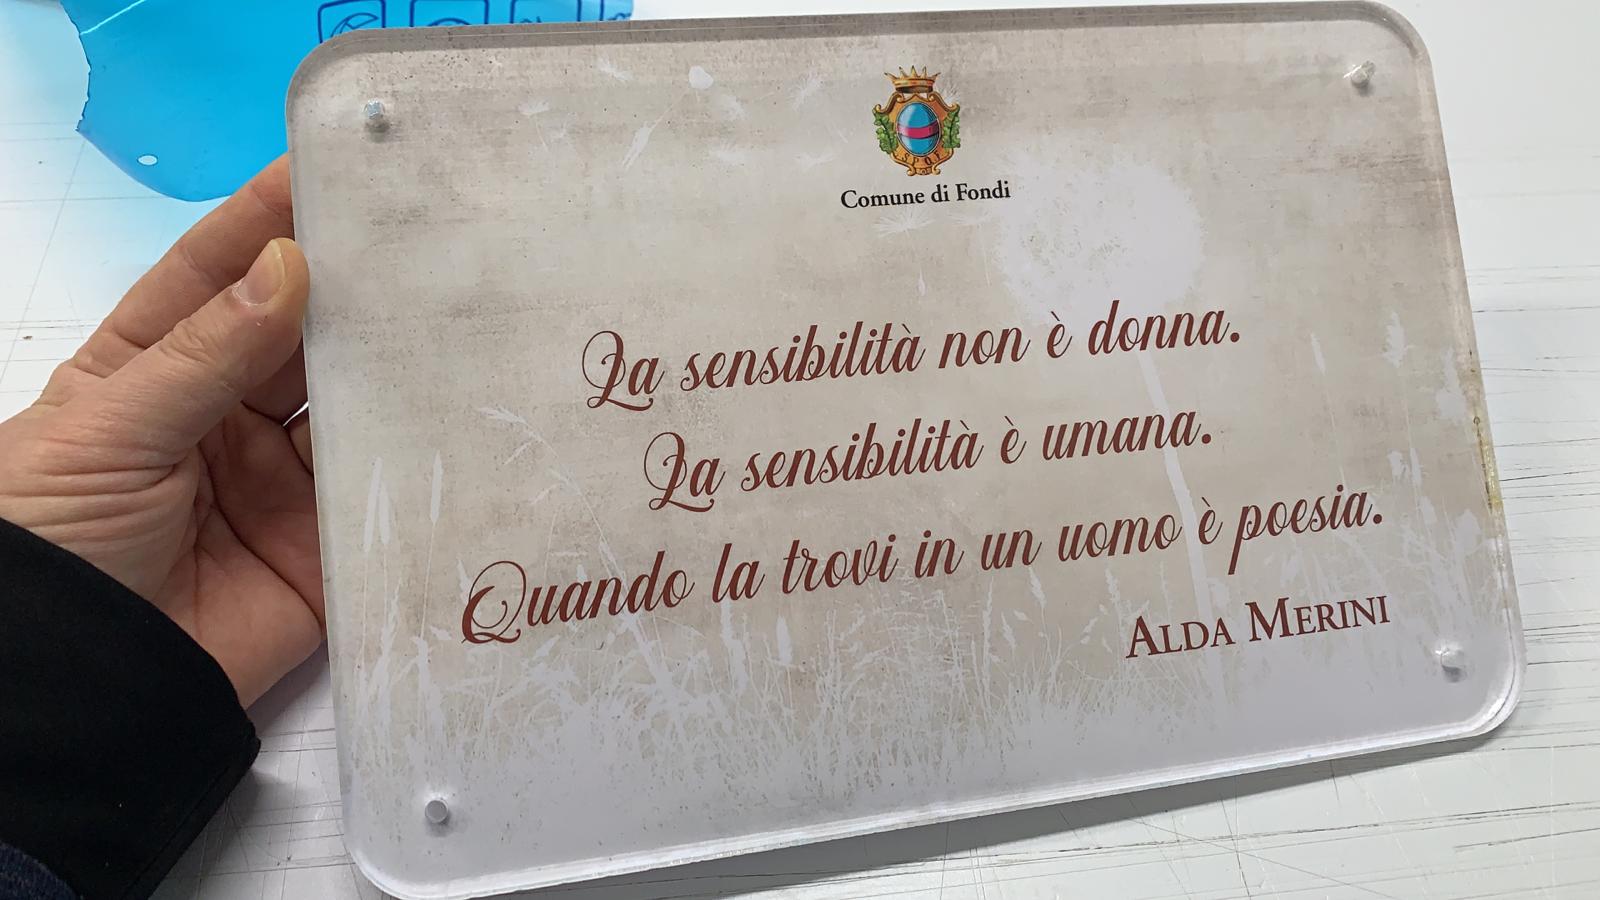 SPQF
Comune di Fondi
La sensibilità non è donna.
La sensibilità è umana.
Quando la trovi in un uomo è poesia.
ALDA MERINI